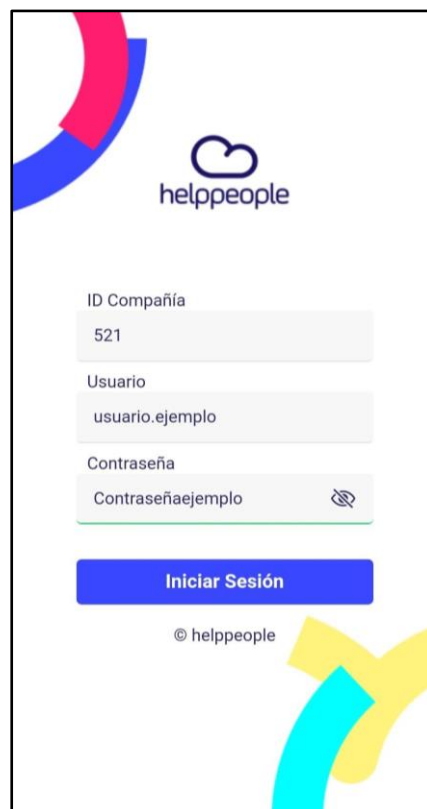 helppeople
ID Compañía
521
Usuario
usuario.ejemplo
Contraseña
Contraseñaejemplo
Iniciar Sesión
© helppeople